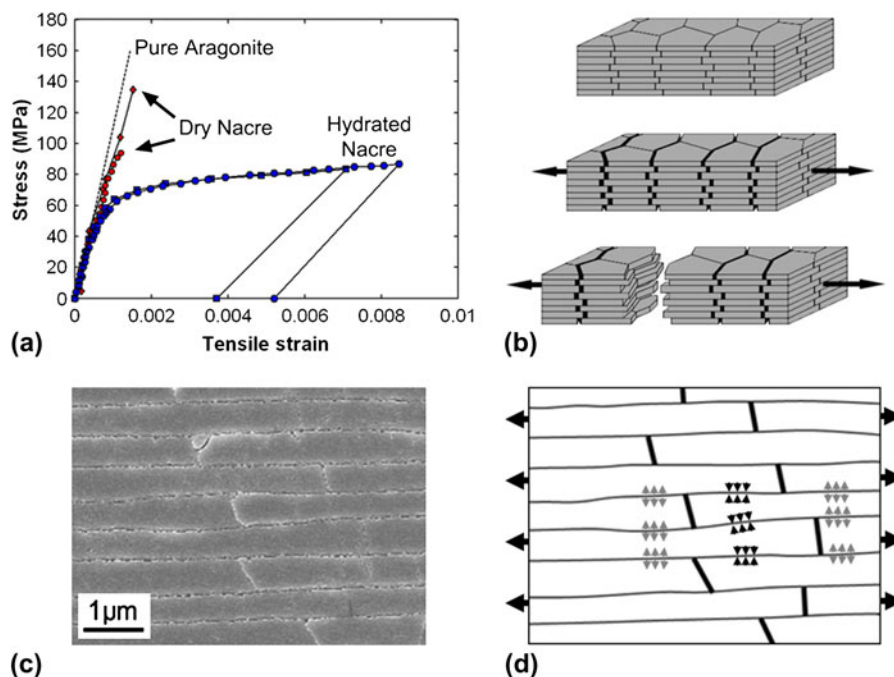 180
160
140
120
100
80
60
40
20
0
Stress (MPa)
Pure Aragonite
Dry Nacre
Hydrated
Nacre
0
0.002
0.004
0.006
0.008
0.01
Tensile strain
(a)
(b)
1μm
(c)
(d)